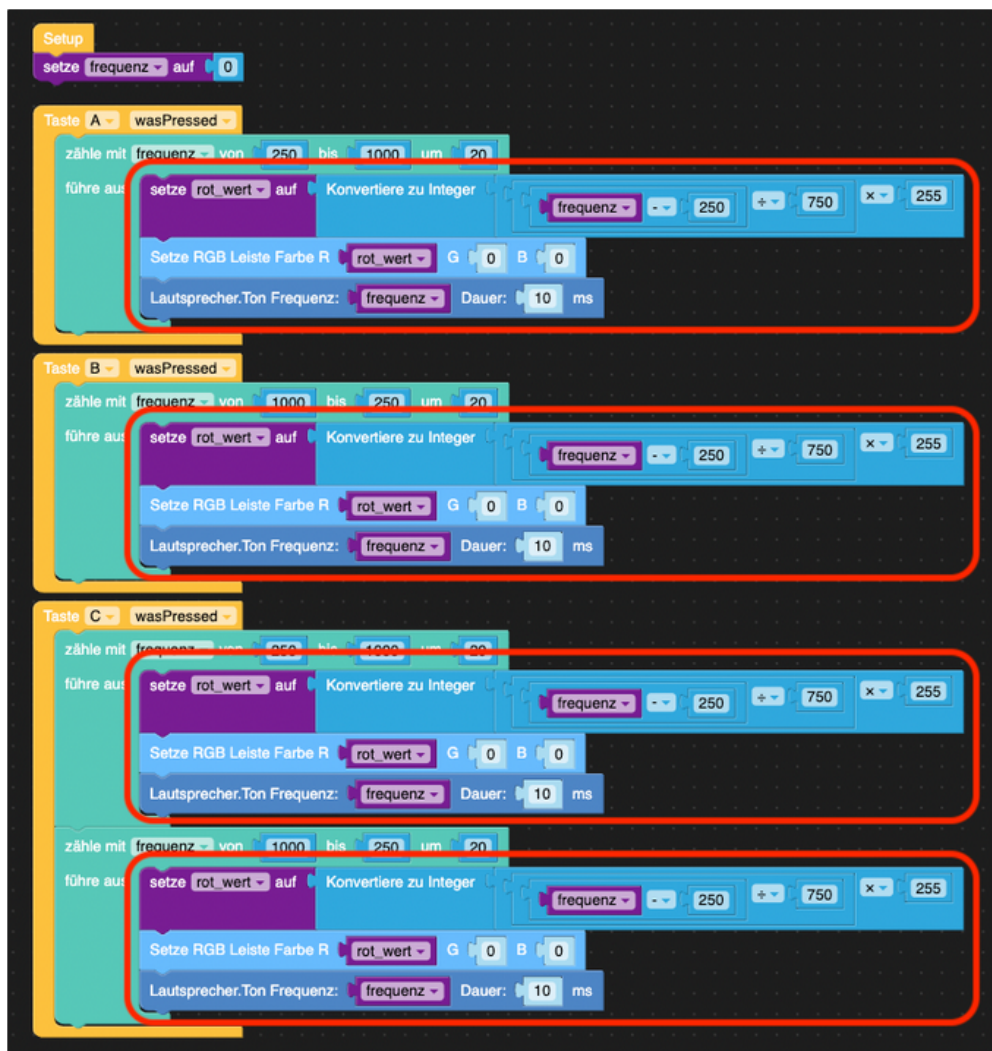 Setup
setze frequenz auf 0
Taste A wasPressed
zähle mit frequenz von 250 bis 1000 um 20
führe aus setze rot_wert auf Konvertiere zu Integer frequenz - 250 ÷ 750 × 255
Setze RGB Leiste Farbe R rot_wert G 0 B 0
Lautsprecher.Ton Frequenz: frequenz Dauer: 10 ms
Taste B wasPressed
zähle mit frequenz von 1000 bis 250 um 20
führe aus setze rot_wert auf Konvertiere zu Integer frequenz - 250 ÷ 750 × 255
Setze RGB Leiste Farbe R rot_wert G 0 B 0
Lautsprecher.Ton Frequenz: frequenz Dauer: 10 ms
Taste C wasPressed
zähle mit frequenz von 250 bis 1000 um 20
führe aus setze rot_wert auf Konvertiere zu Integer frequenz - 250 ÷ 750 × 255
Setze RGB Leiste Farbe R rot_wert G 0 B 0
Lautsprecher.Ton Frequenz: frequenz Dauer: 10 ms
zähle mit frequenz von 1000 bis 250 um 20
führe aus setze rot_wert auf Konvertiere zu Integer frequenz - 250 ÷ 750 × 255
Setze RGB Leiste Farbe R rot_wert G 0 B 0
Lautsprecher.Ton Frequenz: frequenz Dauer: 10 ms